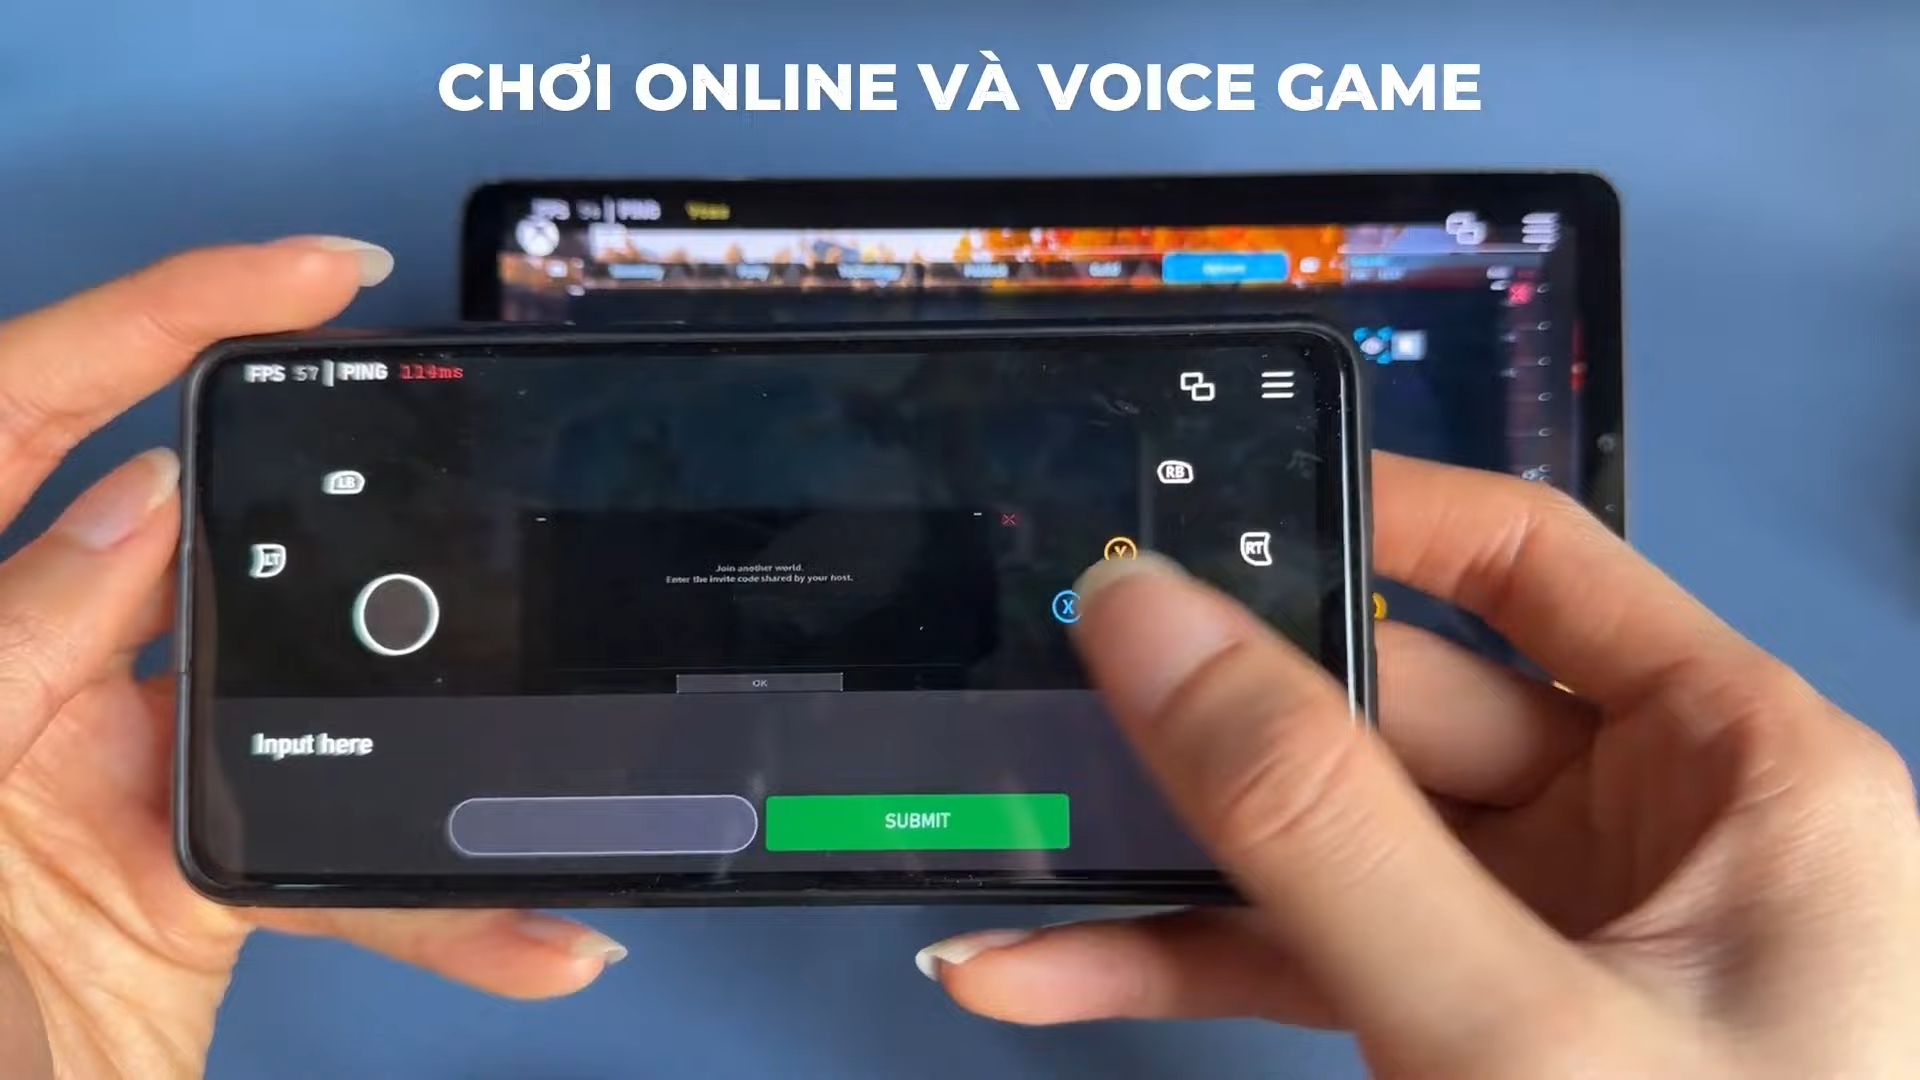 CHƠI ONLINE VÀ VOICE GAME
FPS 57 | PING 114ms
LB
RB
LT
RT
Y
X
Join another world.
Enter the invite code shared by your host.
OK
Input here
SUBMIT